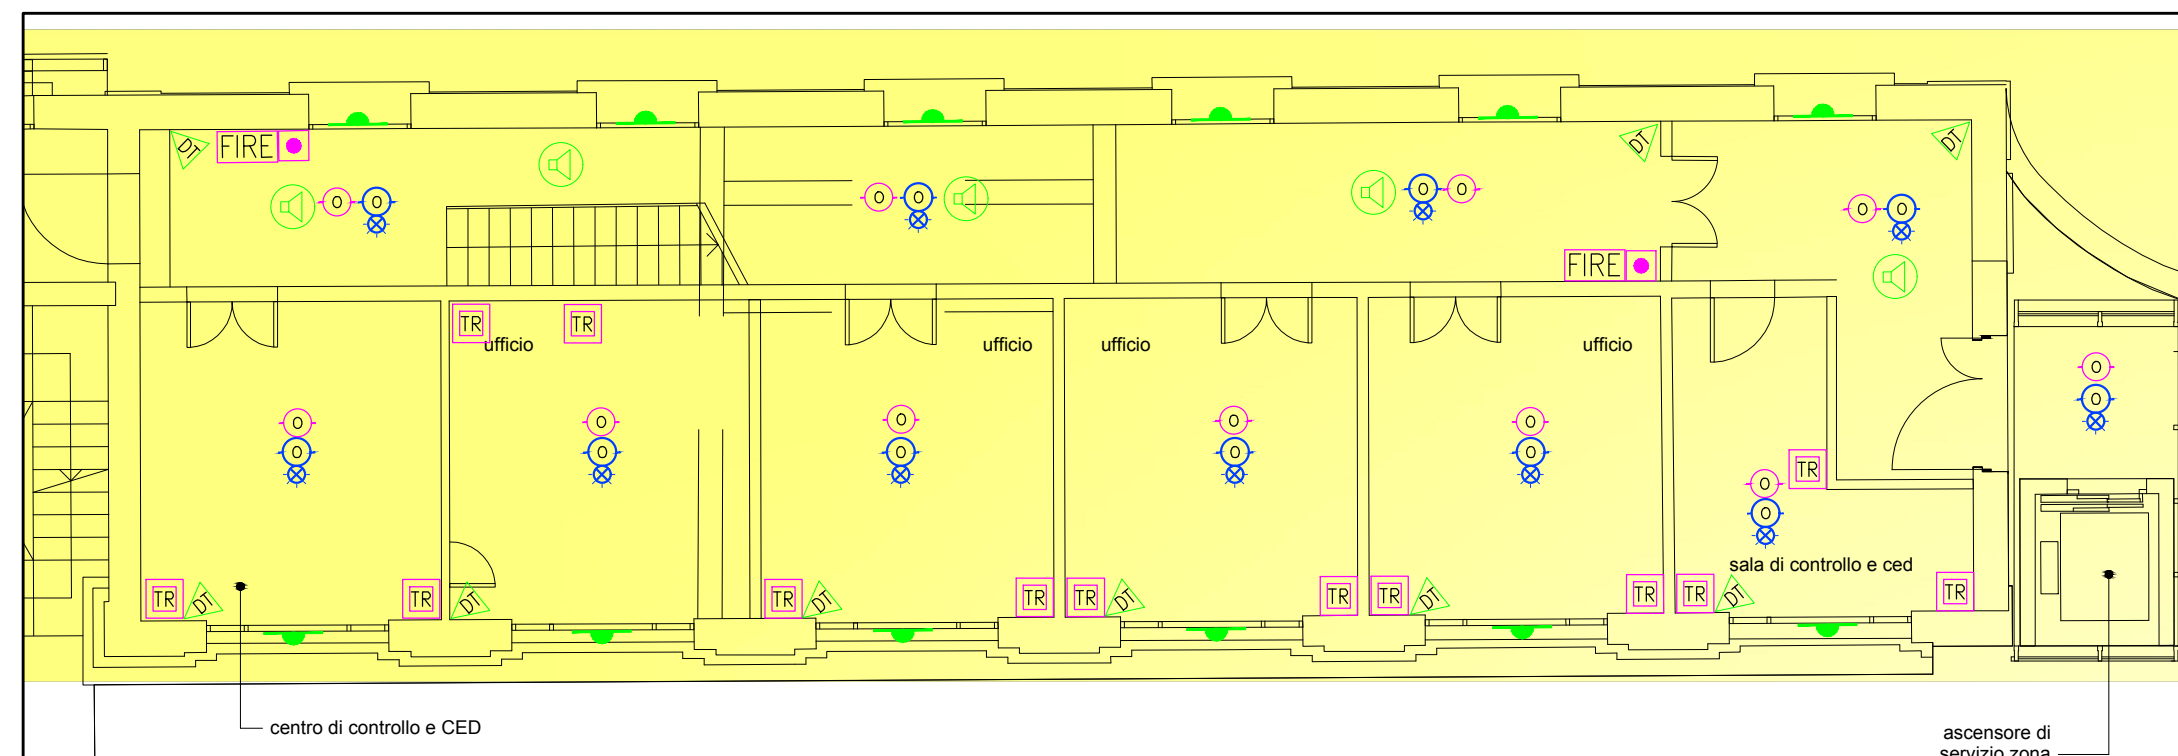 DT FIRE DT DT
O O O O O O O O
FIRE
TR TR
ufficio ufficio ufficio ufficio
O
O O O O O O
O O O O O O
TR
O
O
sala di controllo e ced
TR DT TR DT TR DT TR TR DT TR TR DT TR TR DT TR
centro di controllo e CED
ascensore di
servizio zona